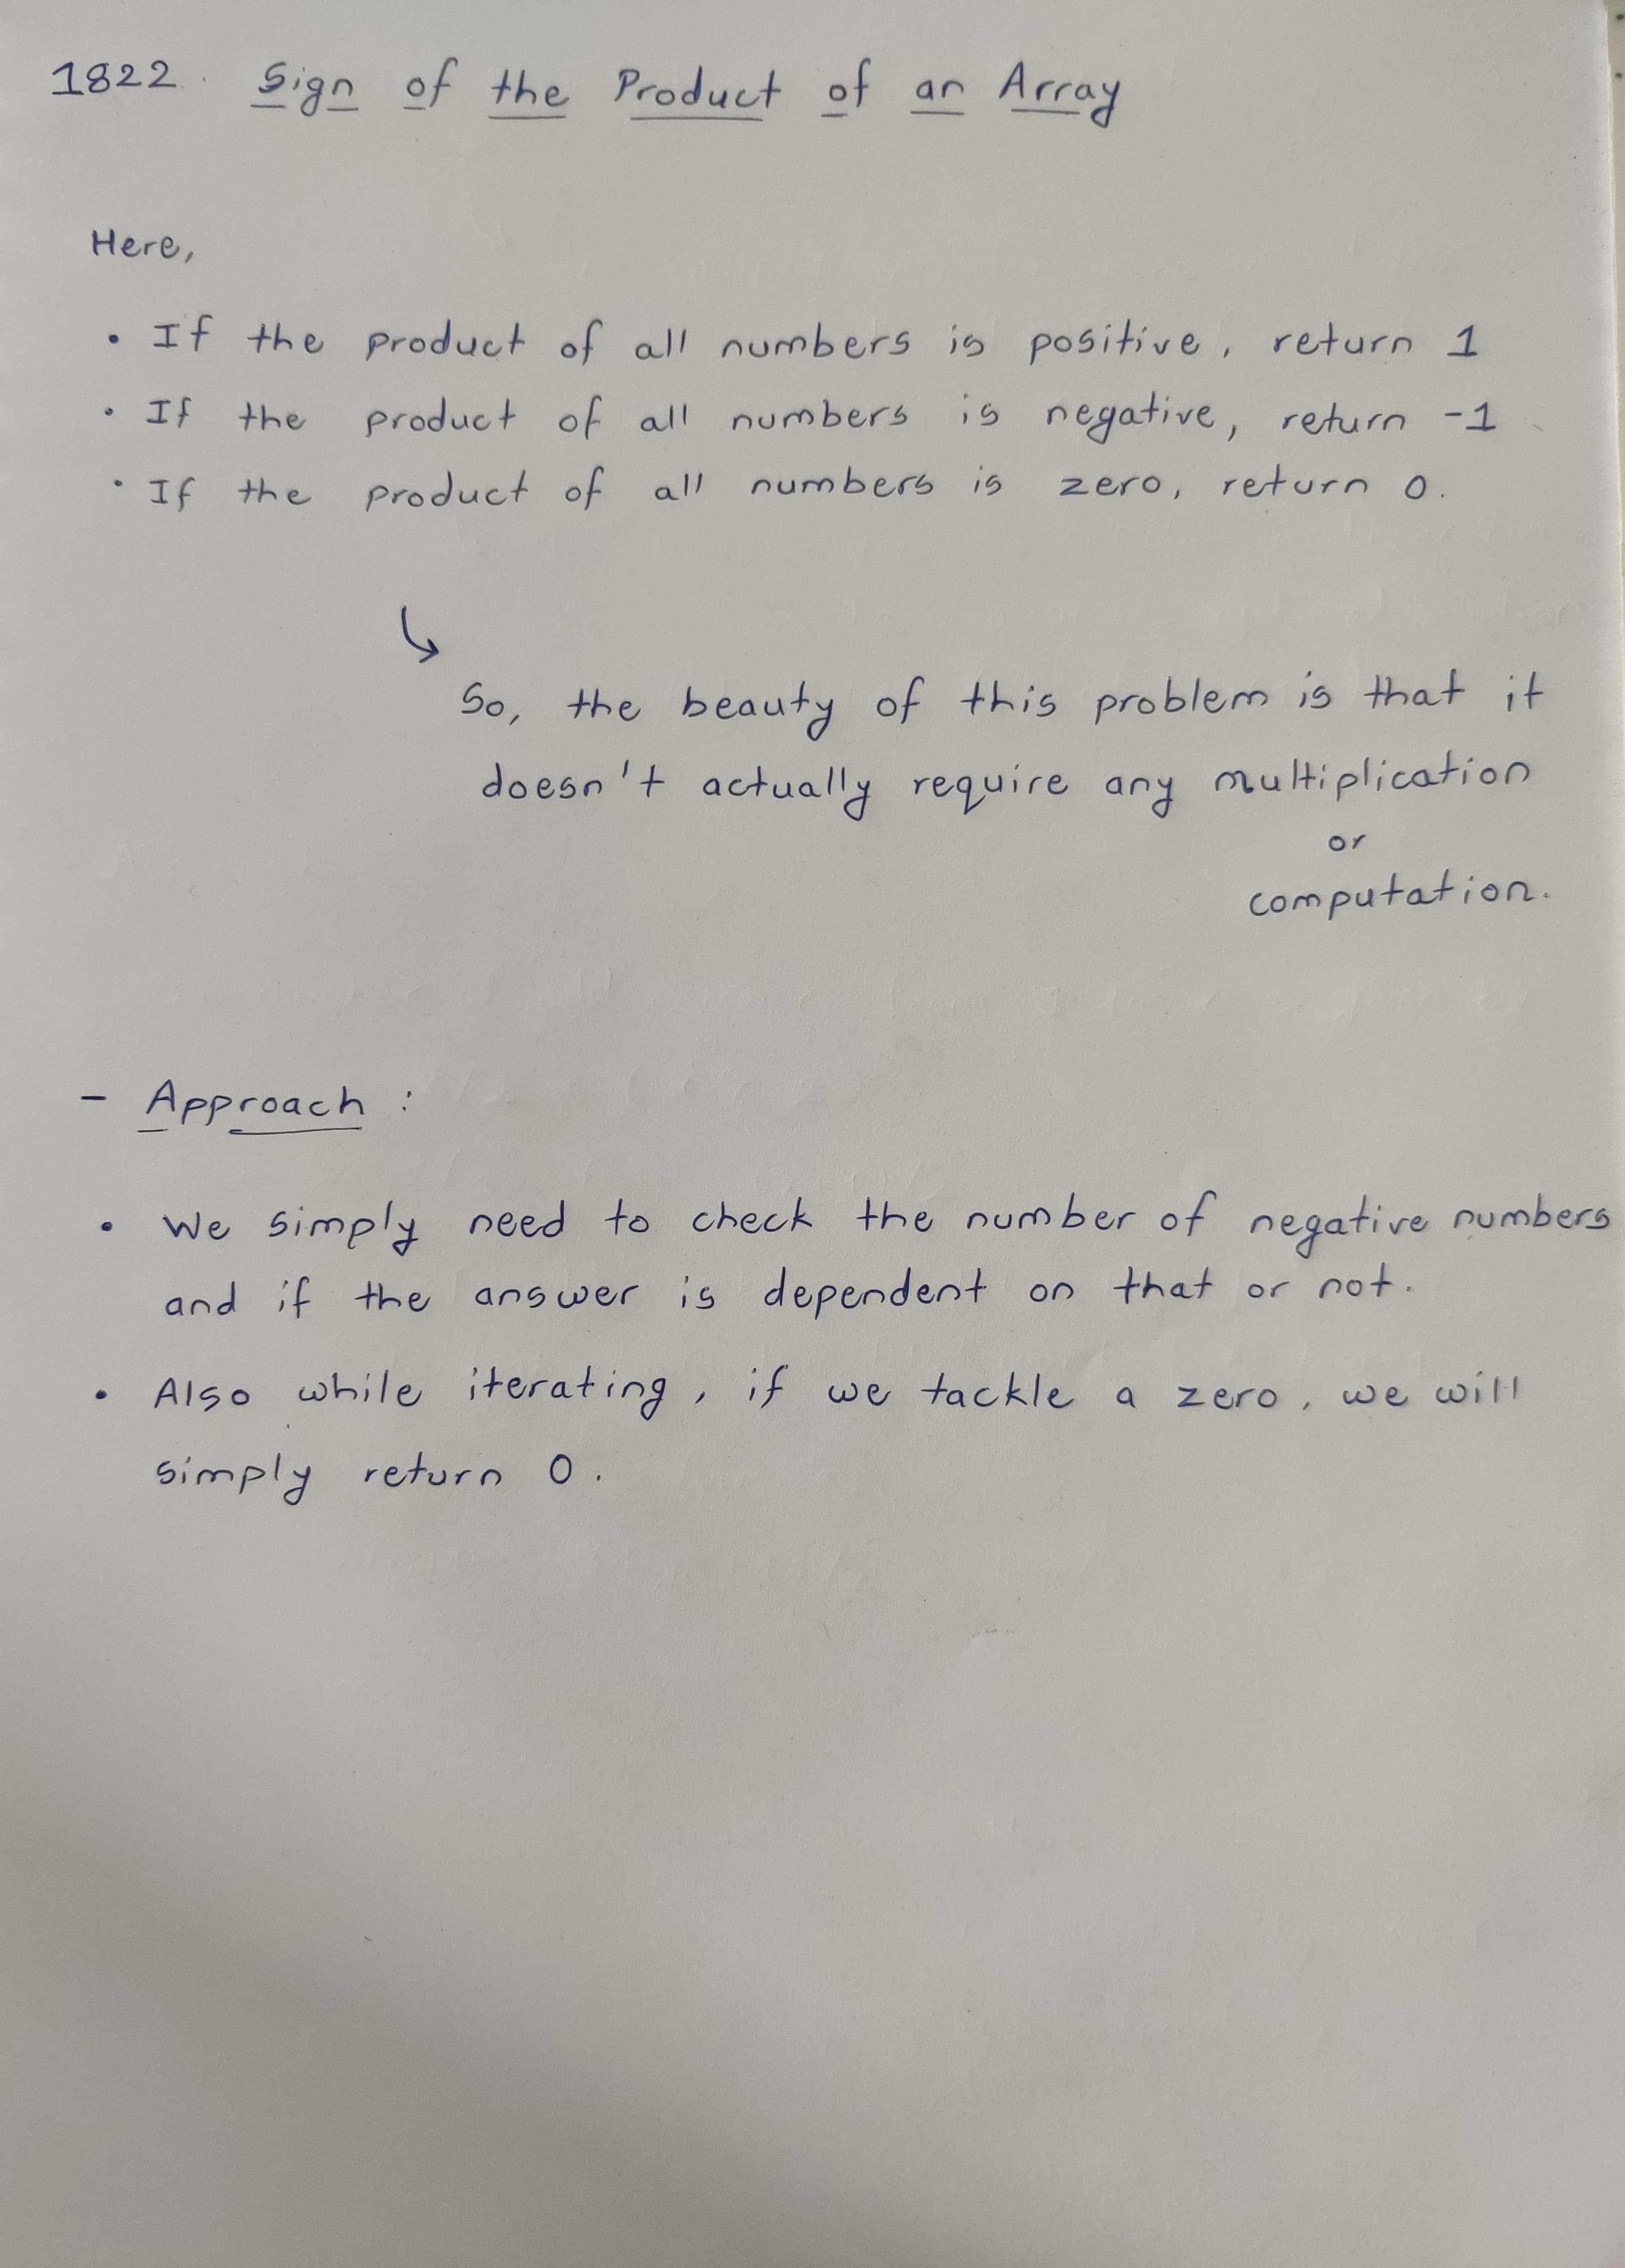 1822. Sign of the Product of an Array
Here,
• If the product of all numbers is positive, return 1
• If the product of all numbers is negative, return -1
• If the product of all numbers is zero, return 0.
↳
So, the beauty of this problem is that it
doesn't actually require any multiplication
or
computation.
- Approach :
• We simply need to check the number of negative numbers
and if the answer is dependent on that or not.
• Also while iterating, if we tackle a zero, we will
simply return 0.